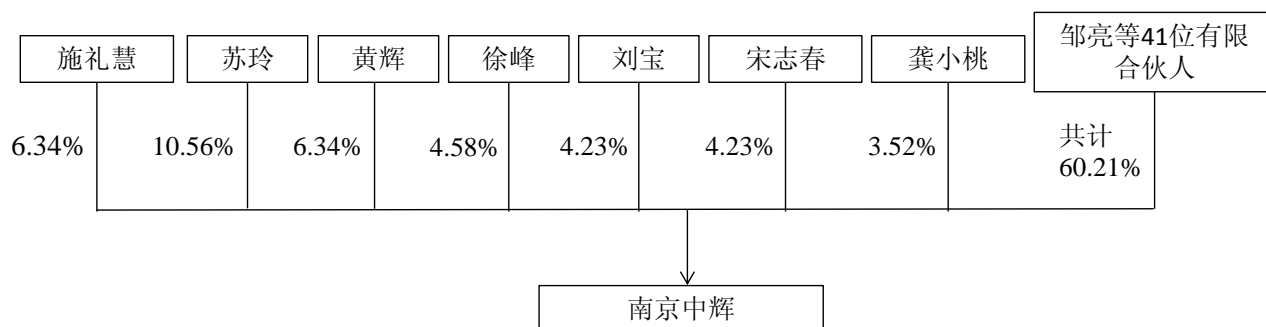 施礼慧
苏玲
黄辉
徐峰
刘宝
宋志春
龚小桃
邹亮等41位有限
合伙人
6.34%
10.56%
6.34%
4.58%
4.23%
4.23%
3.52%
共计
60.21%
南京中辉